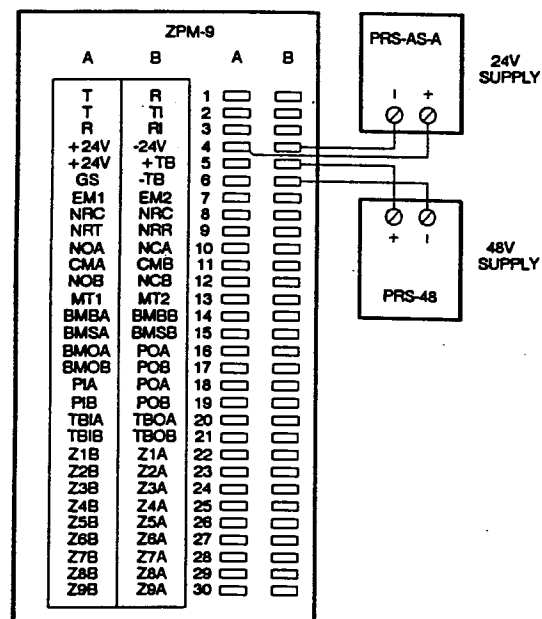 ZPM-9
A B A B
T R 1
T TI 2
R RI 3
+24V -24V 4
+24V +TB 5
GS -TB 6
EM1 EM2 7
NRC NRC 8
NRT NRR 9
NOA NCA 10
CMA CMB 11
NOB NCB 12
MT1 MT2 13
BMBA BMBB 14
BMSA BMSB 15
BMOA POA 16
BMOB POB 17
PIA POA 18
PIB POB 19
TBIA TBOA 20
TBIB TBOB 21
Z1B Z1A 22
Z2B Z2A 23
Z3B Z3A 24
Z4B Z4A 25
Z5B Z5A 26
Z6B Z6A 27
Z7B Z7A 28
Z8B Z8A 29
Z9B Z9A 30
PRS-AS-A
I +
24V
SUPPLY
+ I
PRS-48
48V
SUPPLY